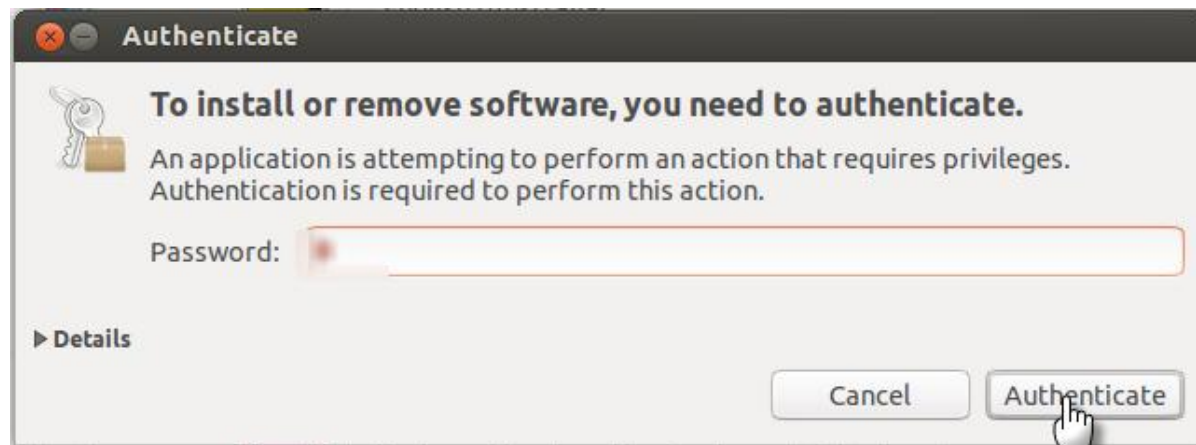 Authenticate
To install or remove software, you need to authenticate.
An application is attempting to perform an action that requires privileges.
Authentication is required to perform this action.
Password:
Details
Cancel
Authenticate